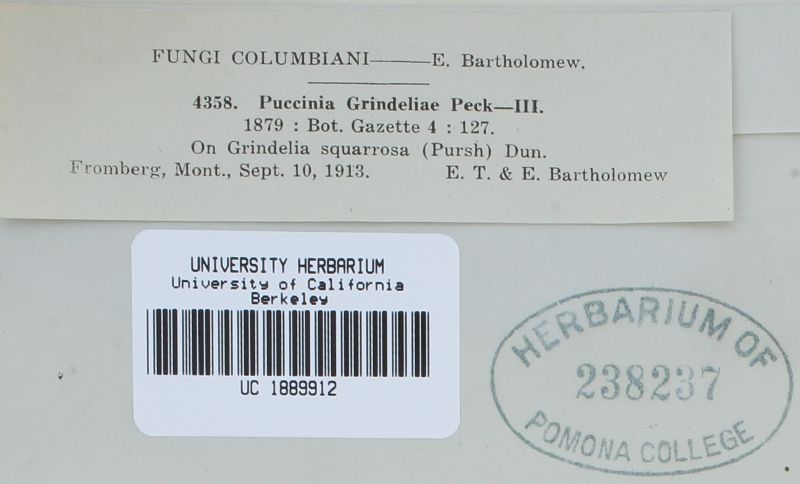 FUNGI COLUMBIANI——E. Bartholomew.
4358. Puccinia Grindeliae Peck—III.
1879 : Bot. Gazette 4 : 127.
On Grindelia squarrosa (Pursh) Dun.
Fromberg, Mont., Sept. 10, 1913. E. T. & E. Bartholomew
UNIVERSITY HERBARIUM
University of California
Berkeley
UC 1889912
HERBARIUM OF
238237
POMONA COLLEGE